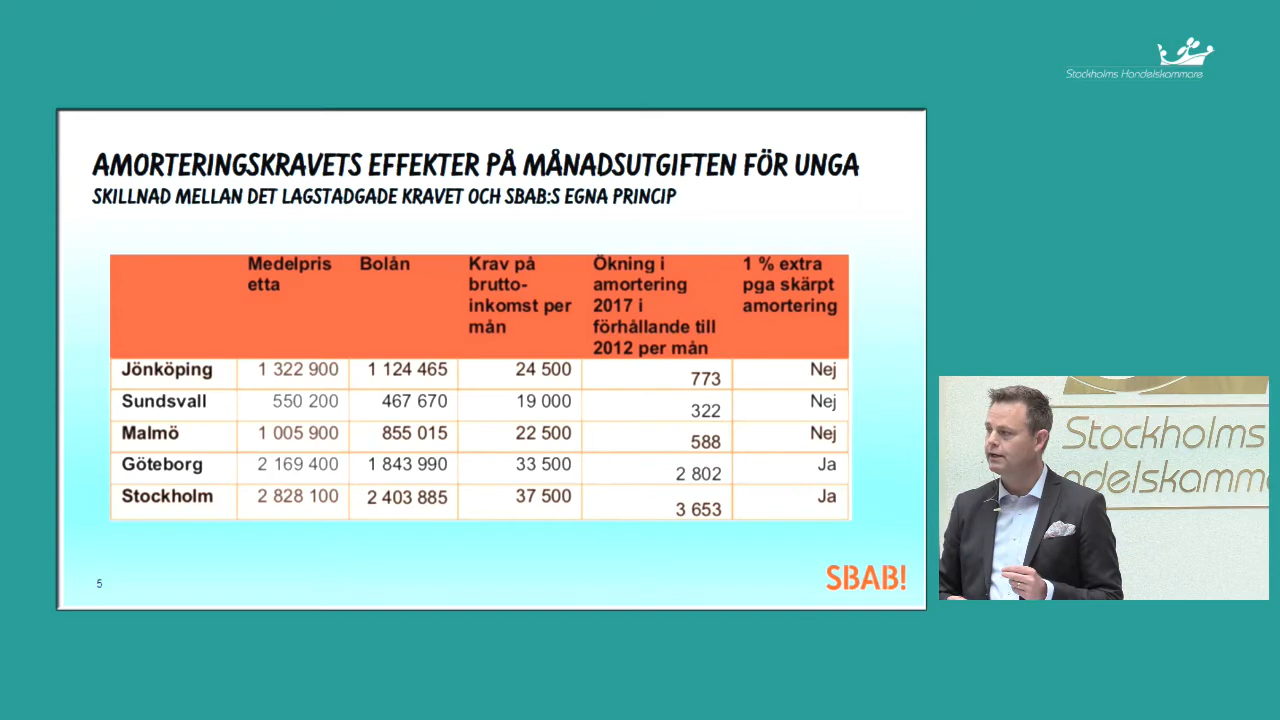 Stockholms Handelskammare
AMORTERINGSKRAVETS EFFEKTER PÅ MÅNADSUTGIFTEN FÖR UNGA
SKILLNAD MELLAN DET LAGSTADGADE KRAVET OCH SBAB:S EGNA PRINCIP
Medelpris etta
Bolån
Krav på brutto-inkomst per mån
Ökning i amortering 2017 i förhållande till 2012 per mån
1 % extra pga skärpt amortering
Jönköping 1 322 900 1 124 465 24 500 773 Nej
Sundsvall 550 200 467 670 19 000 322 Nej
Malmö 1 005 900 855 015 22 500 588 Nej
Göteborg 2 169 400 1 843 990 33 500 2 802 Ja
Stockholm 2 828 100 2 403 885 37 500 3 653 Ja
5
SBAB!
Stockholms
ndelskamm